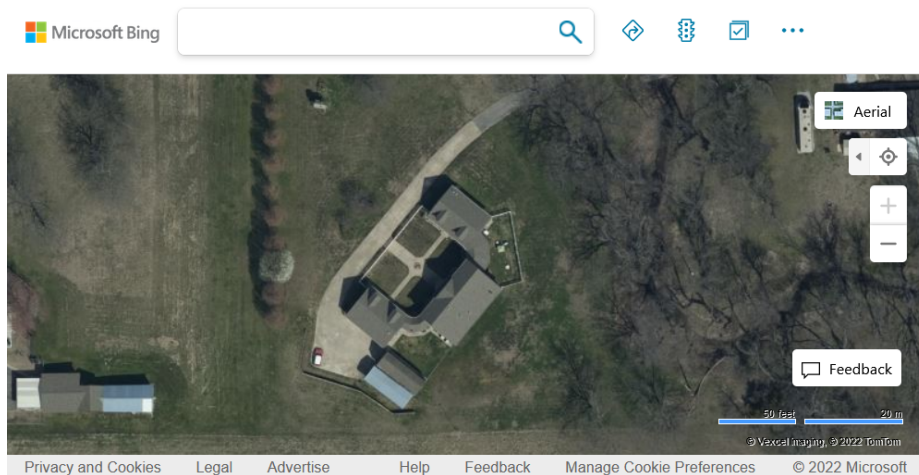 Microsoft Bing
Aerial
Feedback
50 feet 20 m
© Vexcel Imaging, © 2022 TomTom
Privacy and Cookies Legal Advertise Help Feedback Manage Cookie Preferences © 2022 Microsoft